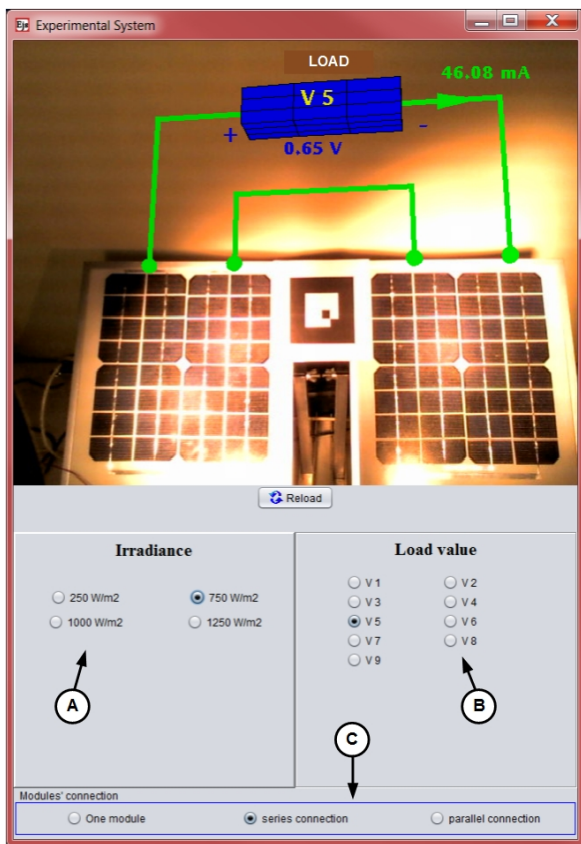 Ejs Experimental System
LOAD
46.08 mA
V 5
+ -
0.65 V
Reload
Irradiance
250 W/m2 750 W/m2
1000 W/m2 1250 W/m2
A
Load value
V 1 V 2
V 3 V 4
V 5 V 6
V 7 V 8
V 9
B
C
Modules' connection
One module series connection parallel connection